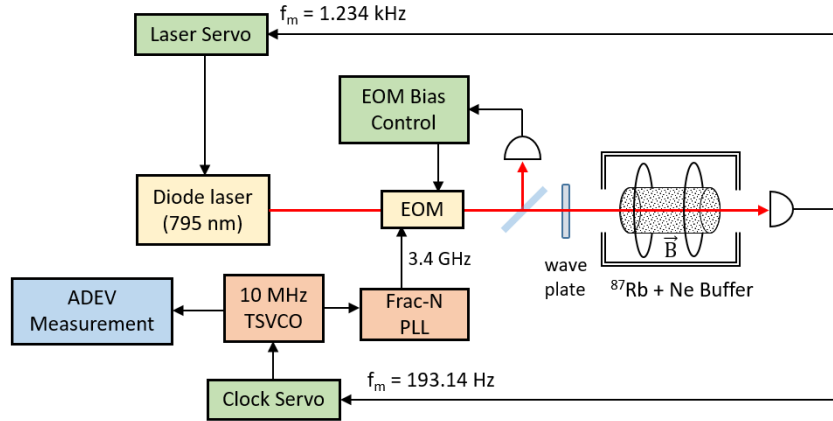 f_m = 1.234 kHz
Laser Servo
EOM Bias
Control
Diode laser
(795 nm)
EOM
3.4 GHz
wave
plate
B⃗
⁸⁷Rb + Ne Buffer
ADEV
Measurement
10 MHz
TSVCO
Frac-N
PLL
f_m = 193.14 Hz
Clock Servo